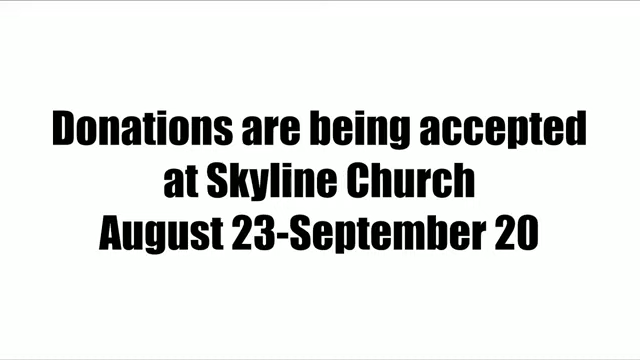 Donations are being accepted
at Skyline Church
August 23-September 20